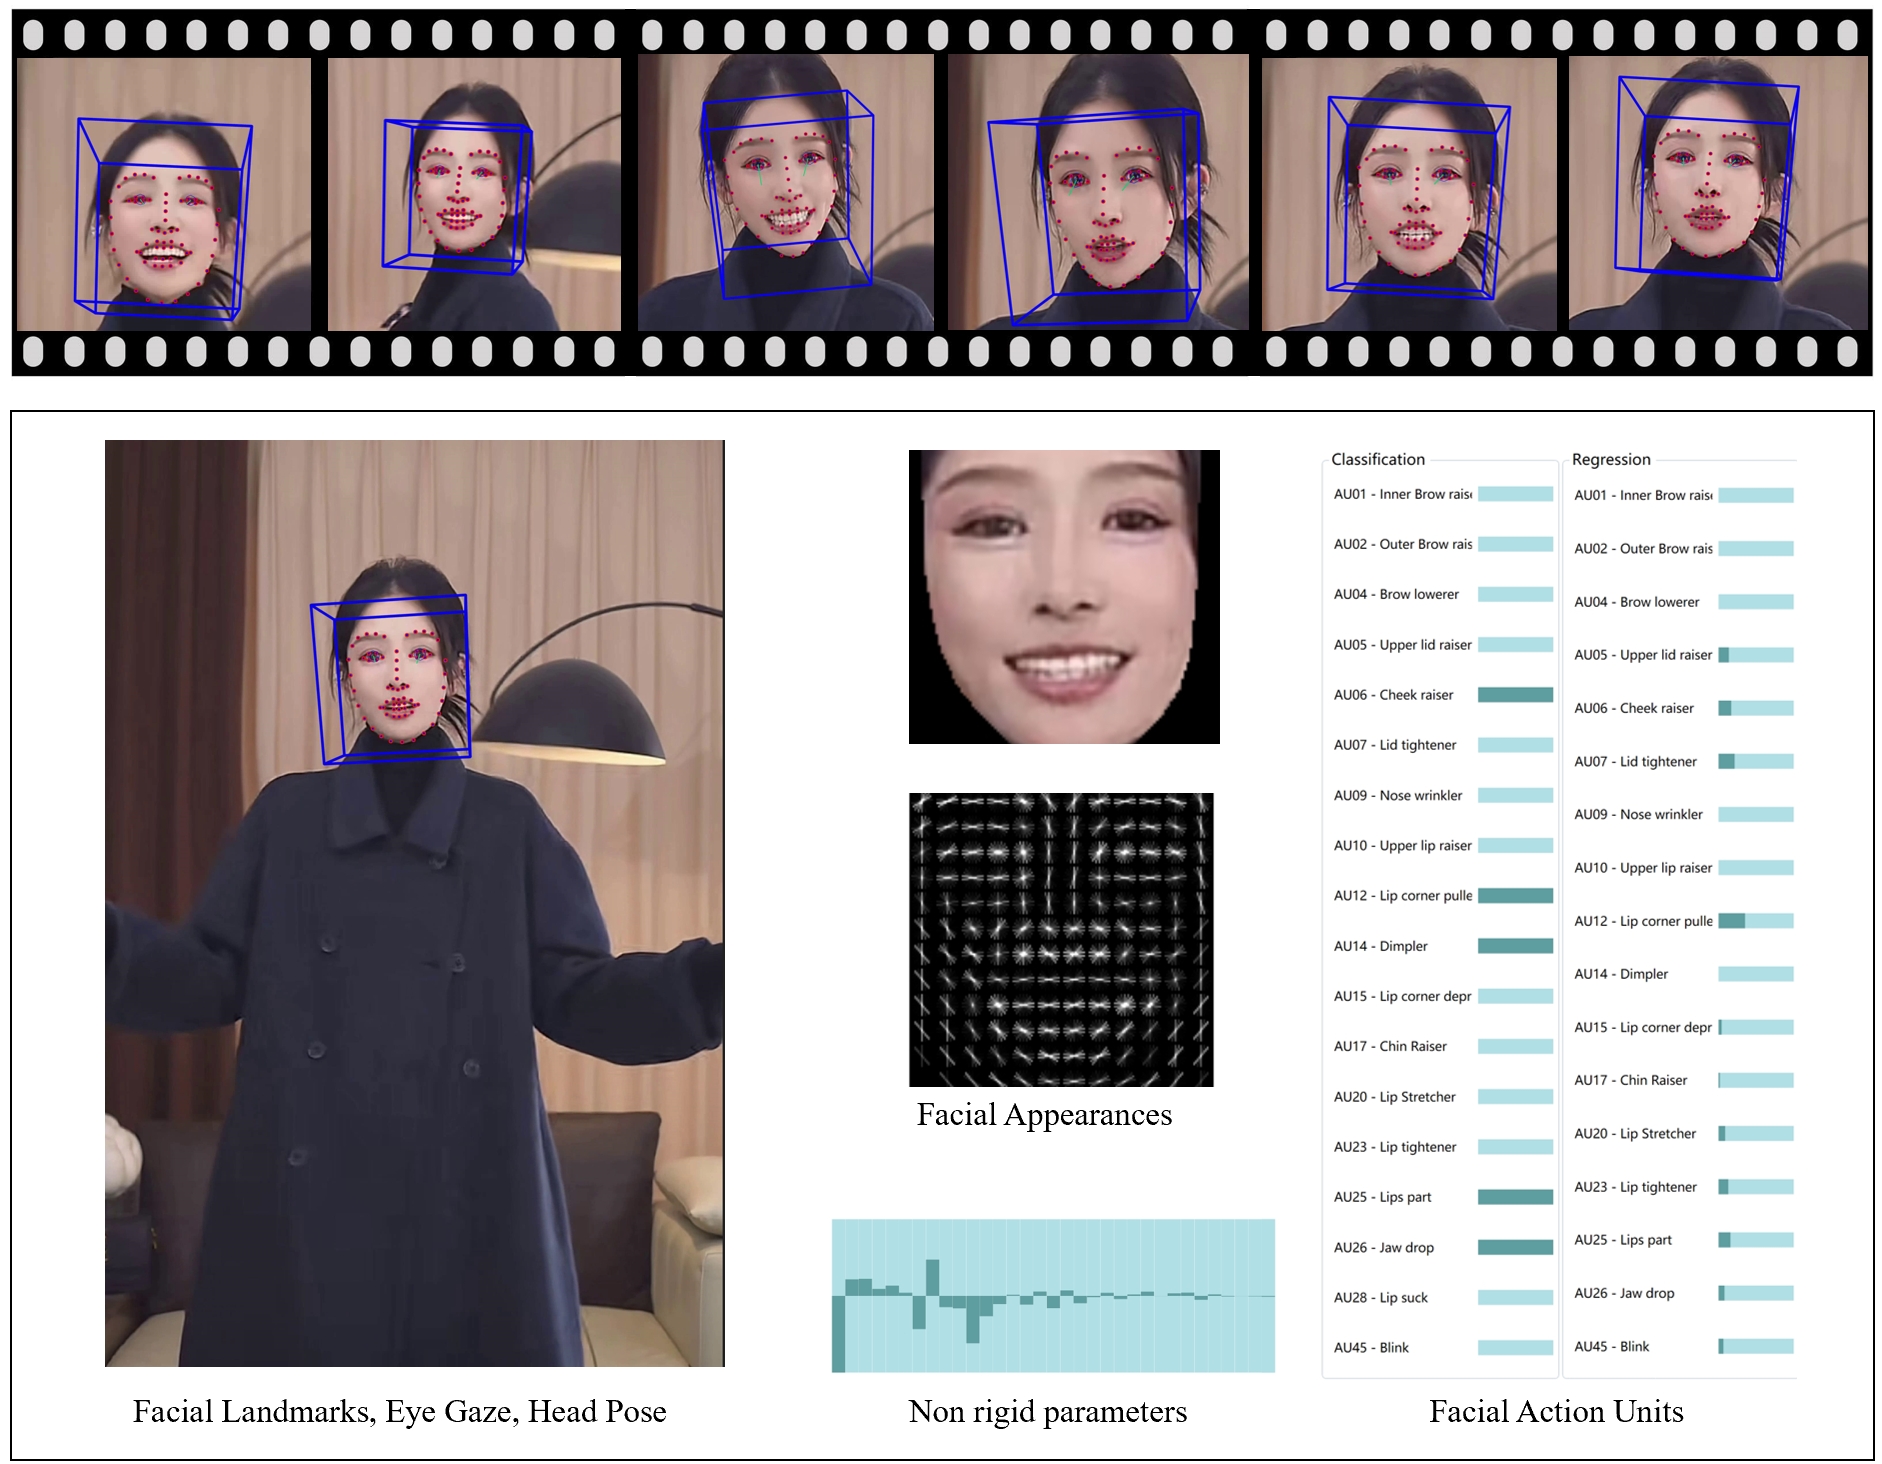 Classification
AU01 - Inner Brow raise
AU02 - Outer Brow rais
AU04 - Brow lowerer
AU05 - Upper lid raiser
AU06 - Cheek raiser
AU07 - Lid tightener
AU09 - Nose wrinkler
AU10 - Upper lip raiser
AU12 - Lip corner pulle
AU14 - Dimpler
AU15 - Lip corner depr
AU17 - Chin Raiser
AU20 - Lip Stretcher
AU23 - Lip tightener
AU25 - Lips part
AU26 - Jaw drop
AU28 - Lip suck
AU45 - Blink
Regression
AU01 - Inner Brow raise
AU02 - Outer Brow rais
AU04 - Brow lowerer
AU05 - Upper lid raiser
AU06 - Cheek raiser
AU07 - Lid tightener
AU09 - Nose wrinkler
AU10 - Upper lip raiser
AU12 - Lip corner pulle
AU14 - Dimpler
AU15 - Lip corner depr
AU17 - Chin Raiser
AU20 - Lip Stretcher
AU23 - Lip tightener
AU25 - Lips part
AU26 - Jaw drop
AU45 - Blink
Facial Appearances
Facial Landmarks, Eye Gaze, Head Pose
Non rigid parameters
Facial Action Units